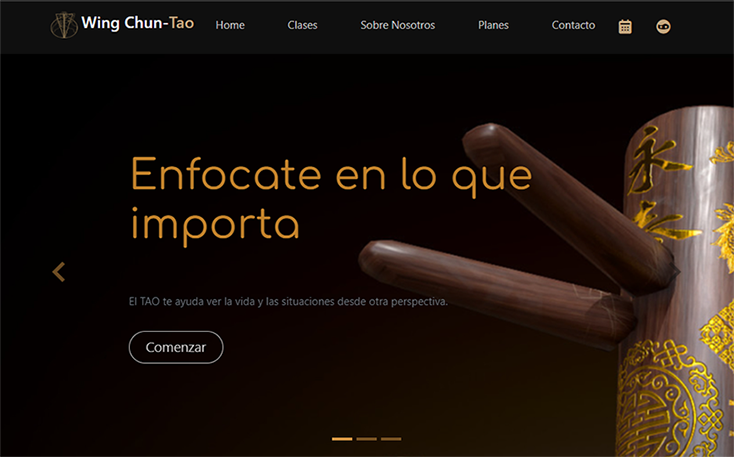 Wing Chun-Tao
Home
Clases
Sobre Nosotros
Planes
Contacto
Enfocate en lo que
importa
El TAO te ayuda ver la vida y las situaciones desde otra perspectiva.
Comenzar
永